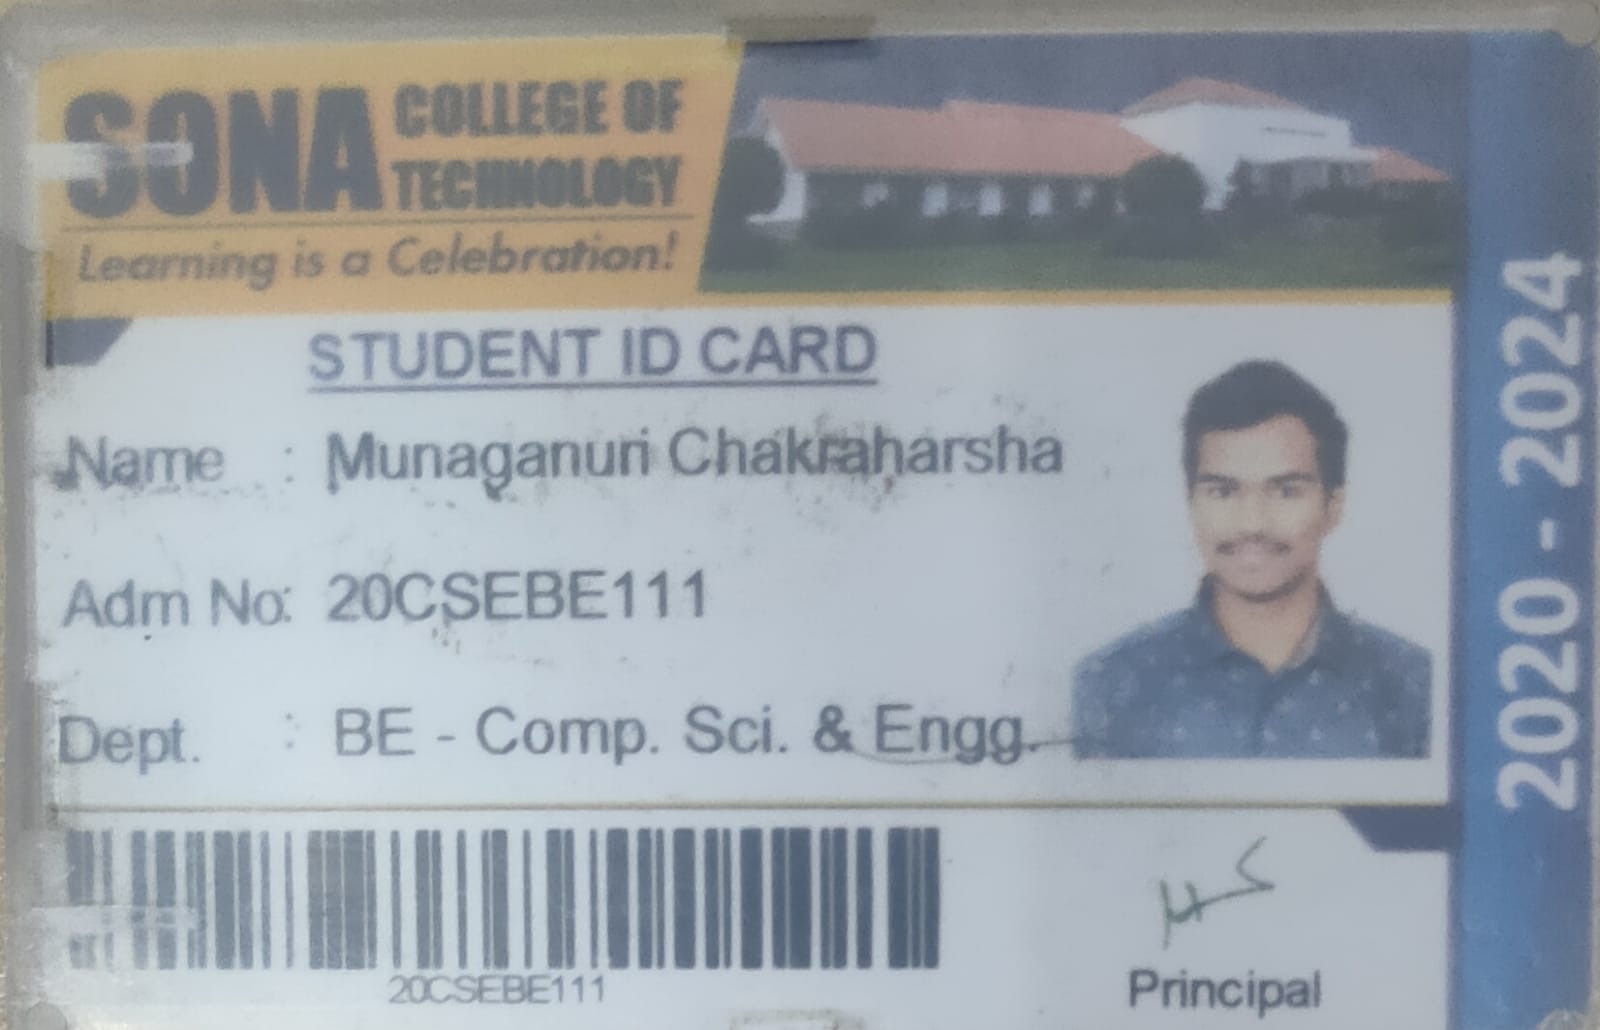 SONA COLLEGE OF
TECHNOLOGY
Learning is a Celebration!
STUDENT ID CARD
Name : Munaganuri Chakraharsha
Adm No: 20CSEBE111
Dept. : BE - Comp. Sci. & Engg.
2020 - 2024
20CSEBE111
Principal